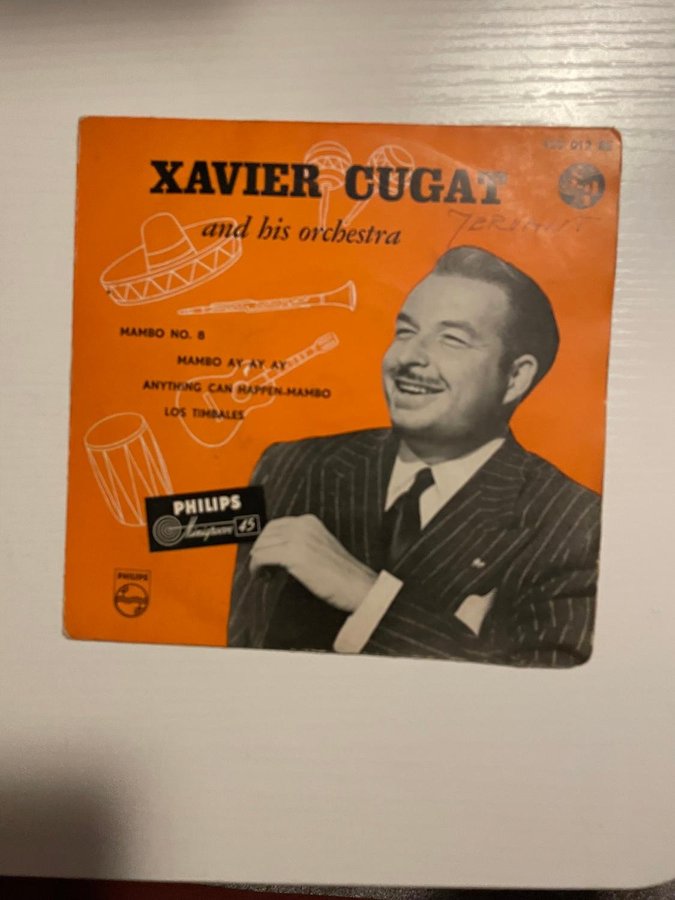 XAVIER CUGAT
and his orchestra
MAMBO NO. 8
MAMBO AY AY AY
ANYTHING CAN HAPPEN-MAMBO
LOS TIMBALES
PHILIPS
Minigroove 45
PHILIPS